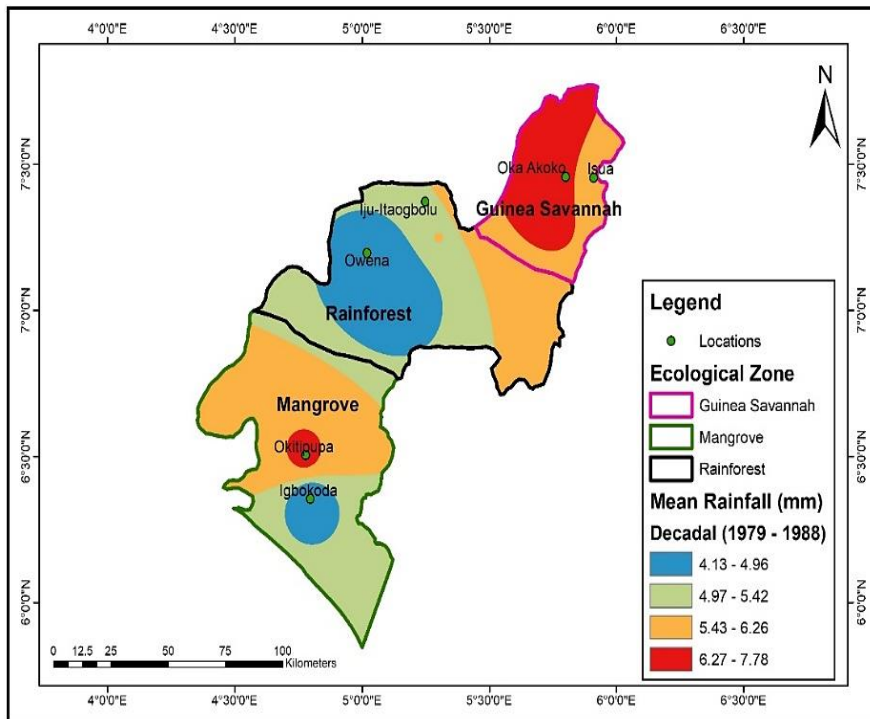 4°0'0"E 4°30'0"E 5°0'0"E 5°30'0"E 6°0'0"E 6°30'0"E
N
7°30'0"N 7°30'0"N
Oka Akoko Isua
Iju-Itaogbolu
Guinea Savannah
Owena
Rainforest
7°0'0"N 7°0'0"N
Mangrove
Okitipupa
6°30'0"N 6°30'0"N
Igbokoda
6°0'0"N 6°0'0"N
Legend
Locations
Ecological Zone
Guinea Savannah
Mangrove
Rainforest
Mean Rainfall (mm)
Decadal (1979 - 1988)
4.13 - 4.96
4.97 - 5.42
5.43 - 6.26
6.27 - 7.78
0 12.5 25 50 75 100
Kilometers
4°0'0"E 4°30'0"E 5°0'0"E 5°30'0"E 6°0'0"E 6°30'0"E